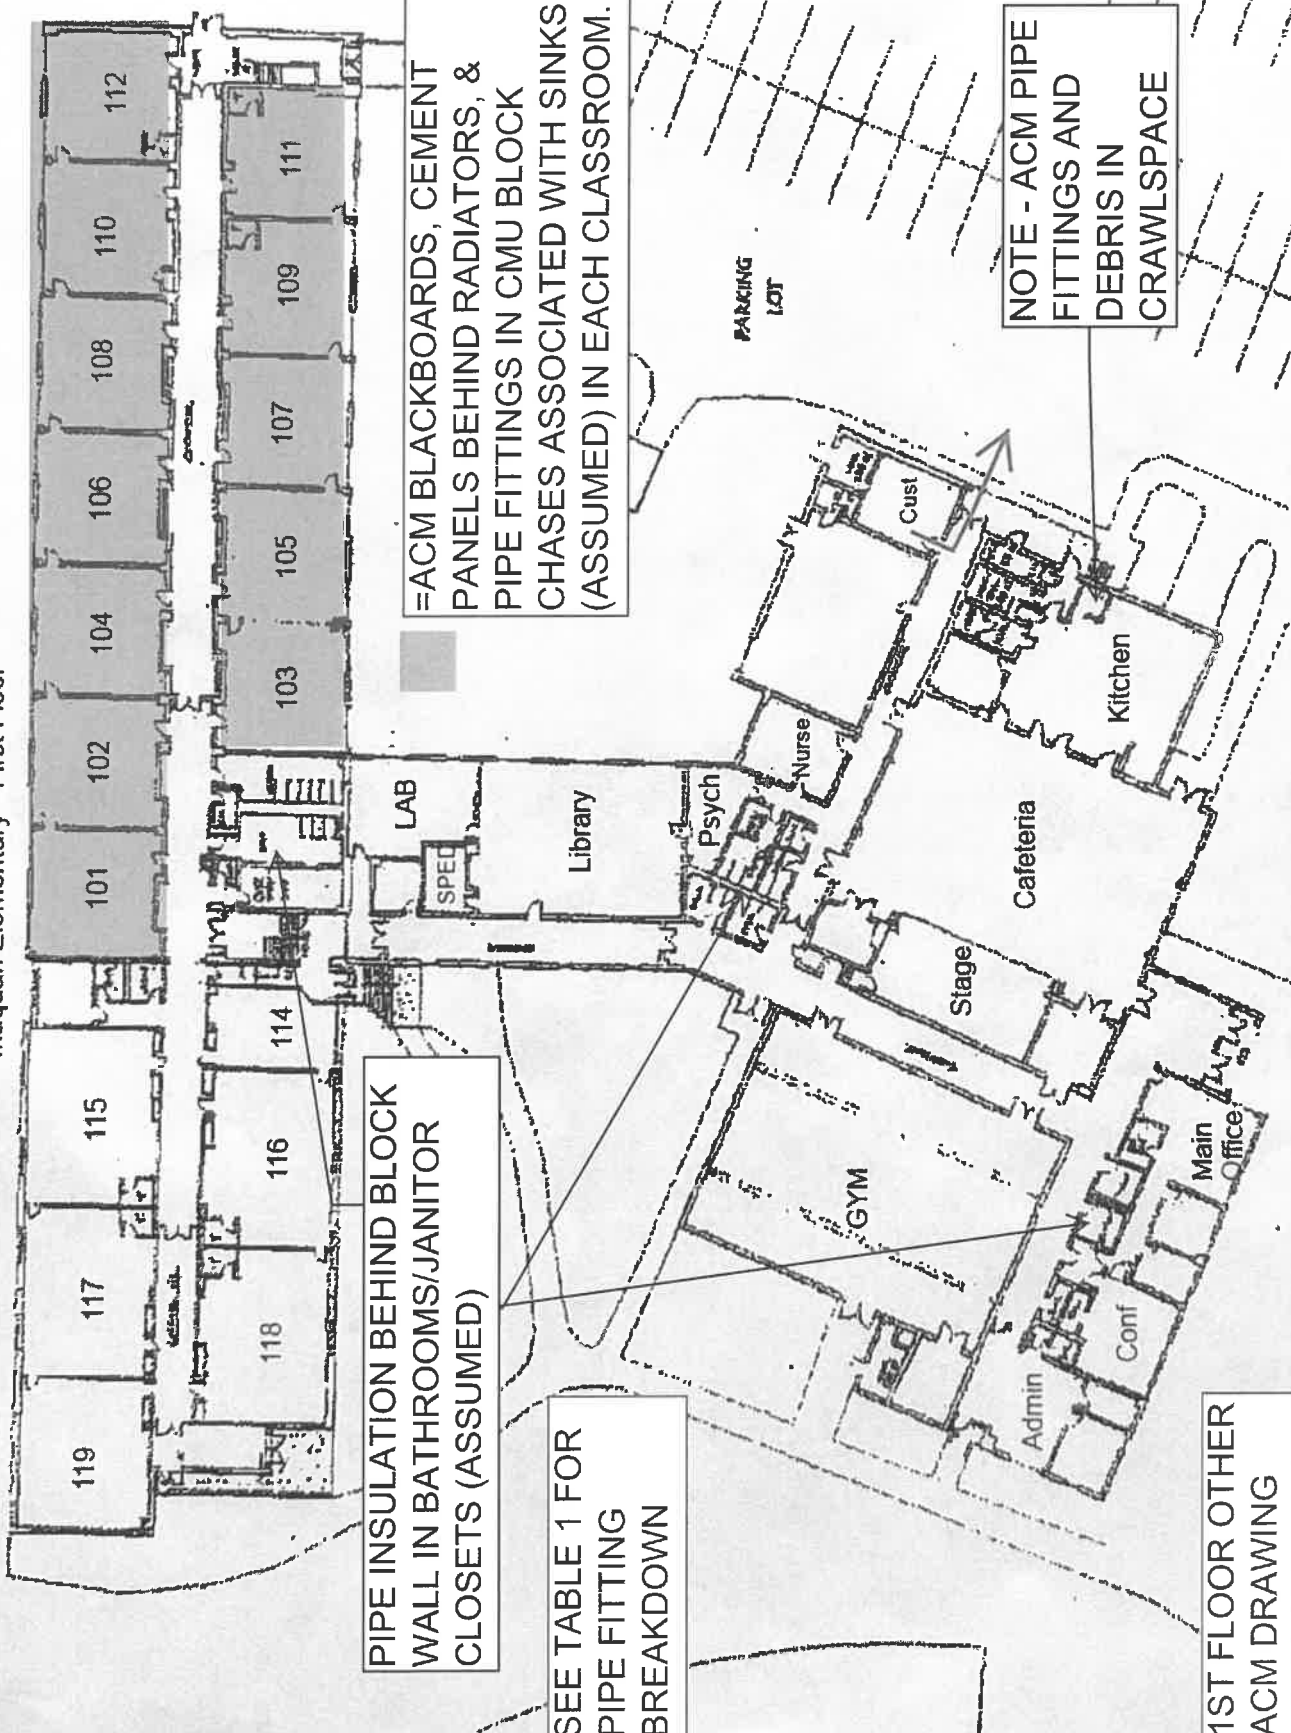 Maquan Elementary - First Floor
119
117
115
101
102
104
106
108
110
112
118
116
114
103
105
107
109
111
LAB
SPED
Library
Psych
Nurse
Cust
Kitchen
Cafeteria
Stage
GYM
Main
Office
Conf
Admin
PARKING
LOT
=ACM BLACKBOARDS, CEMENT
PANELS BEHIND RADIATORS, &
PIPE FITTINGS IN CMU BLOCK
CHASES ASSOCIATED WITH SINKS
(ASSUMED) IN EACH CLASSROOM.
NOTE - ACM PIPE
FITTINGS AND
DEBRIS IN
CRAWLSPACE
PIPE INSULATION BEHIND BLOCK
WALL IN BATHROOMS/JANITOR
CLOSETS (ASSUMED)
SEE TABLE 1 FOR
PIPE FITTING
BREAKDOWN
1ST FLOOR OTHER
ACM DRAWING